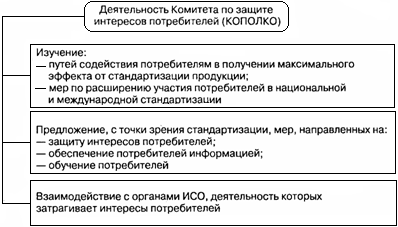 Деятельность Комитета по защите
интересов потребителей (КОПОЛКО)
Изучение:
— путей содействия потребителям в получении максимального
эффекта от стандартизации продукции;
— мер по расширению участия потребителей в национальной
и международной стандартизации
Предложение, с точки зрения стандартизации, мер, направленных на:
— защиту интересов потребителей;
— обеспечение потребителей информацией;
— обучение потребителей
Взаимодействие с органами ИСО, деятельность которых
затрагивает интересы потребителей